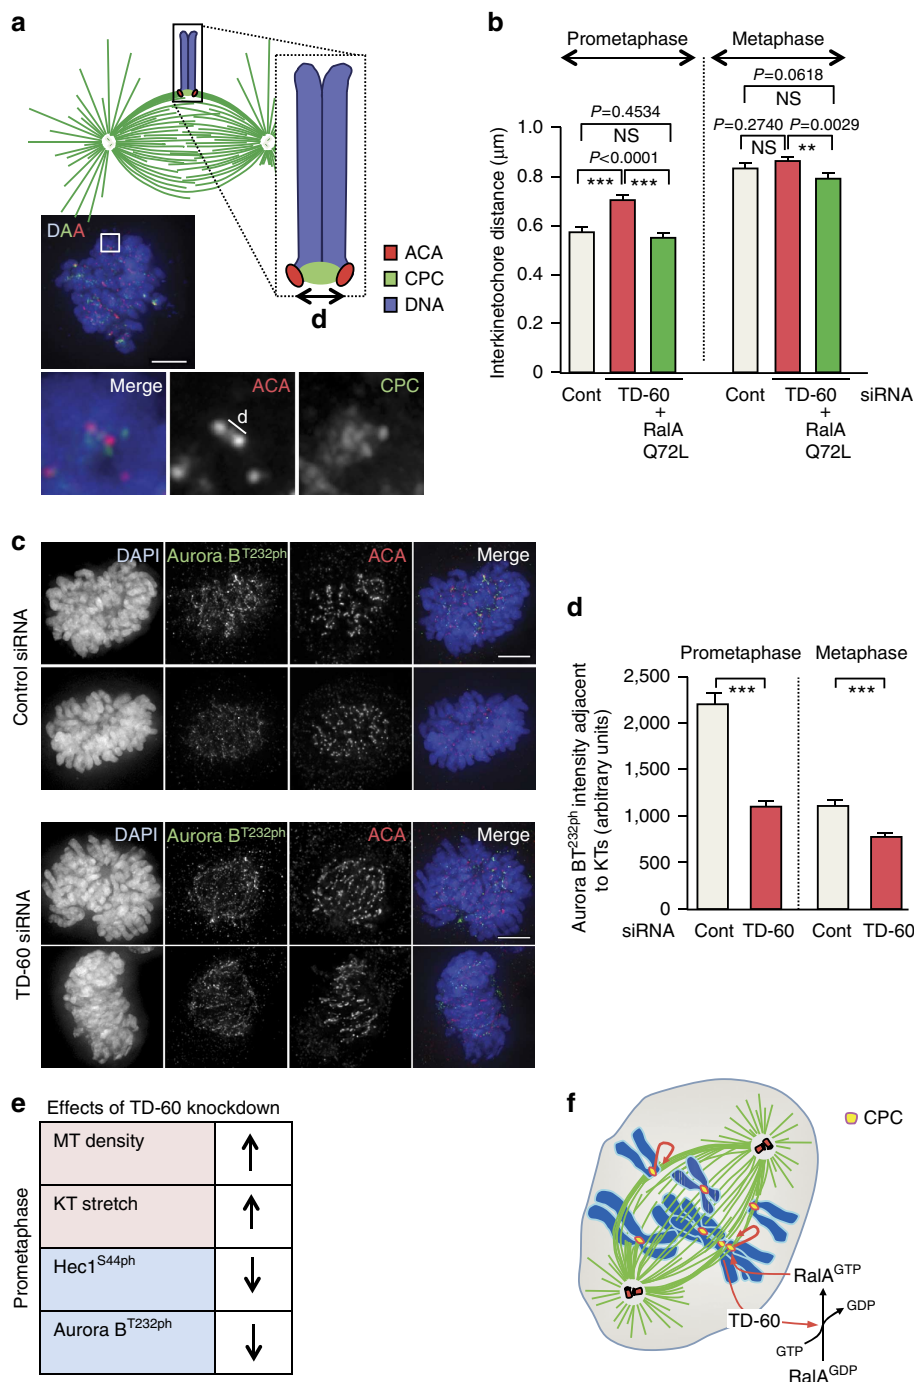 a
DAA
ACA
CPC
DNA
d
Merge
ACA
d
CPC
b
Prometaphase
Metaphase
P=0.0618
NS
P=0.4534
NS
P=0.2740
P=0.0029
NS
**
P<0.0001
***
***
Interkinetochore distance (μm)
1.0
0.8
0.6
0.4
0.2
0
Cont TD-60
+
RalA
Q72L
Cont TD-60
+
RalA
Q72L
siRNA
c
Control siRNA
DAPI
Aurora B^T232ph
ACA
Merge
TD-60 siRNA
DAPI
Aurora B^T232ph
ACA
Merge
d
Prometaphase
Metaphase
***
***
Aurora BT^232ph intensity adjacent
to KTs (arbitrary units)
2,500
2,000
1,500
1,000
500
0
siRNA Cont TD-60 Cont TD-60
e
Effects of TD-60 knockdown
Prometaphase
MT density ↑
KT stretch ↑
Hec1^S44ph ↓
Aurora B^T232ph ↓
f
CPC
RalA^GTP
GDP
TD-60
GTP
RalA^GDP